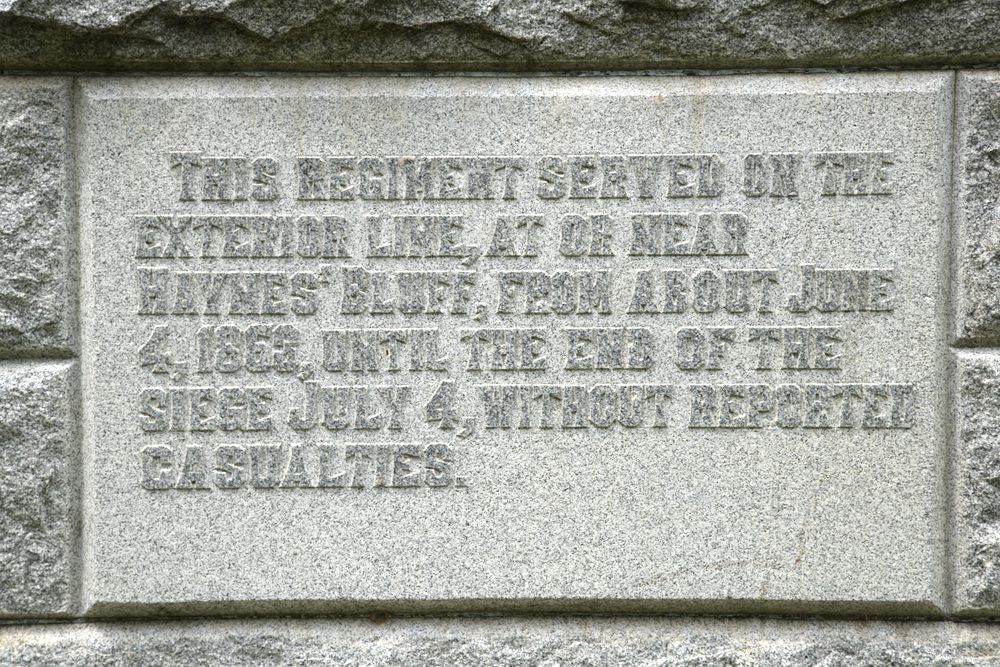 THIS REGIMENT SERVED ON THE
EXTERIOR LINE, AT OR NEAR
HAYNES' BLUFF, FROM ABOUT JUNE
4, 1863, UNTIL THE END OF THE
SIEGE JULY 4, WITHOUT REPORTED
CASUALTIES.